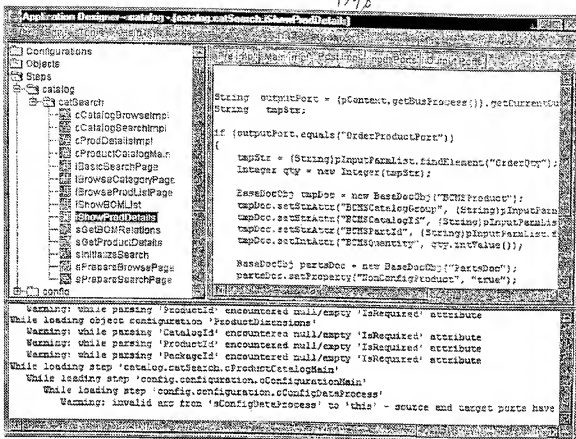 Application Designer - catalog - [catalog.catSearch.iShowProdDetails]
Configurations
Objects
Steps
catalog
catSearch
cCatalogBrowseImpl
cCatalogSearchImpl
cProdDetailsImpl
cProductCatalogMain
iBasicSearchPage
iBrowseCategoryPage
iBrowseProdListPage
iShowBOMList
iShowProdDetails
sGetBOMRelations
sGetProductDetails
sInitializeSearch
sPrepareBrowsePage
sPrepareSearchPage
config
String outputPort = (pContext.getBusProcess()).getCurrentOu
String tmpStr;
if (outputPort.equals("OrderProductPort"))
{
tmpStr = (String)pInputParmList.findElement("OrderQty");
Integer qty = new Integer(tmpStr);
BaseDocObj tmpDoc = new BaseDocObj("BCMSProduct");
tmpDoc.setStrAttr("BCMSCatalogGroup", (String)pInputParm
tmpDoc.setStrAttr("BCMSCatalogId", (String)pInputParmLis
tmpDoc.setStrAttr("BCMSPartId", (String)pInputParmList.f
tmpDoc.setIntAttr("BCMSQuantity", qty.intValue());
BaseDocObj partsDoc = new BaseDocObj("PartsDoc");
partsDoc.setProperty("NonConfigProduct", "true");
Warning: while parsing 'ProductId' encountered null/empty 'IsRequired' attribute
While loading object configuration 'ProductDimensions'
Warning: while parsing 'CatalogId' encountered null/empty 'IsRequired' attribute
Warning: while parsing 'ProductId' encountered null/empty 'IsRequired' attribute
Warning: while parsing 'PackageId' encountered null/empty 'IsRequired' attribute
While loading step 'catalog.catSearch.cProductCatalogMain'
While loading step 'config.configuration.cConfigurationMain'
While loading step 'config.configuration.cConfigDataProcess'
Warning: invalid arc from 'sConfigDataProcess' to 'this' - source and target ports have